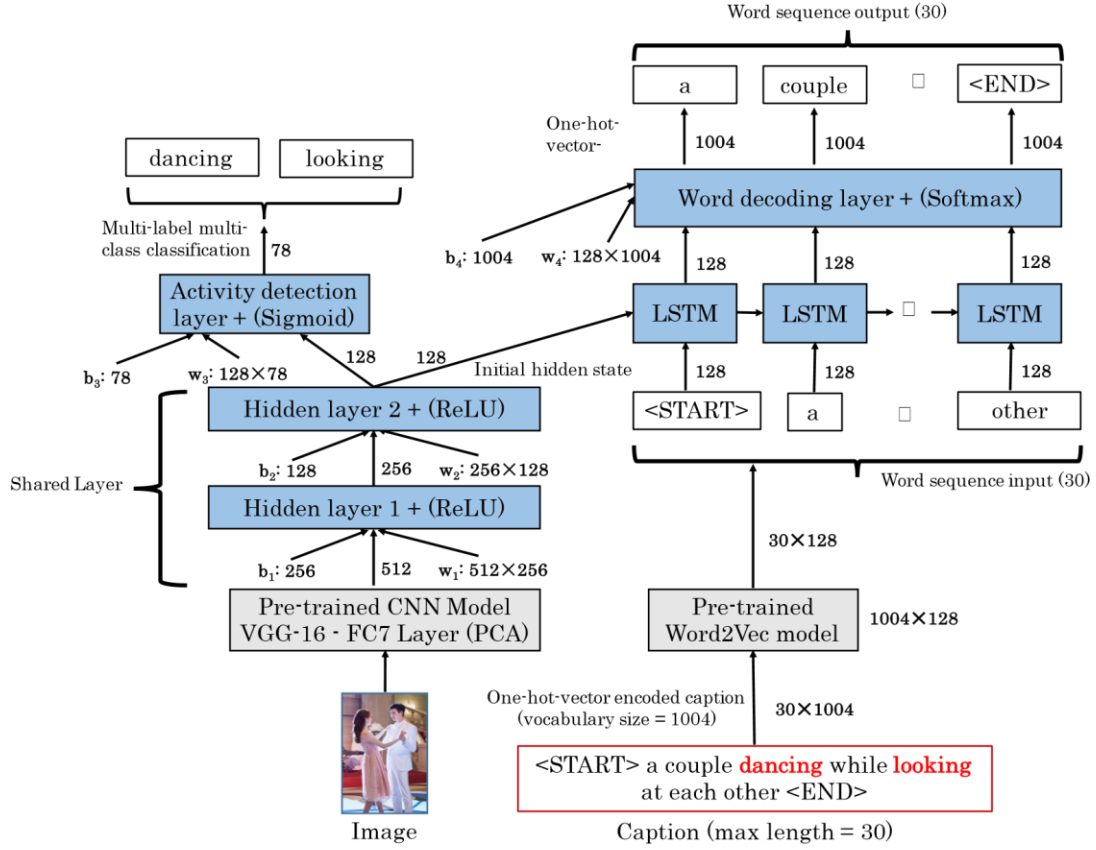 Word sequence output (30)
a
couple
□
<END>
One-hot-
vector-
1004
1004
1004
dancing
looking
Word decoding layer + (Softmax)
Multi-label multi-
class classification
78
b₄: 1004
w₄: 128×1004
128
128
128
Activity detection
layer + (Sigmoid)
LSTM
LSTM
□
LSTM
b₃: 78
w₃: 128×78
128
128
Initial hidden state
128
128
128
<START>
a
□
other
Word sequence input (30)
Hidden layer 2 + (ReLU)
b₂: 128
256
w₂: 256×128
Shared Layer
Hidden layer 1 + (ReLU)
b₁: 256
512
w₁: 512×256
30×128
Pre-trained CNN Model
VGG-16 - FC7 Layer (PCA)
Pre-trained
Word2Vec model
1004×128
One-hot-vector encoded caption
(vocabulary size = 1004)
30×1004
<START> a couple dancing while looking
at each other <END>
Image
Caption (max length = 30)